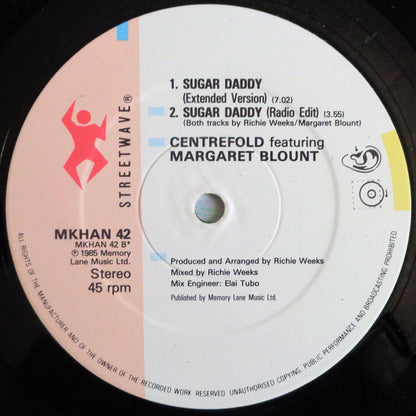 STREETWAVE®
1. SUGAR DADDY
(Extended Version) (7.02)
2. SUGAR DADDY (Radio Edit) (3.55)
(Both tracks by Richie Weeks/Margaret Blount)
CENTREFOLD featuring
MARGARET BLOUNT
MKHAN 42
MKHAN 42 B*
℗ 1985 Memory
Lane Music Ltd.
Stereo
45 rpm
Produced and Arranged by Richie Weeks
Mixed by Richie Weeks
Mix Engineer: Elai Tubo
Published by Memory Lane Music Ltd.
ALL RIGHTS OF THE MANUFACTURER AND OF THE OWNER OF THE RECORDED WORK RESERVED UNAUTHORISED COPYING PUBLIC PERFORMANCE AND BROADCASTING PROHIBITED